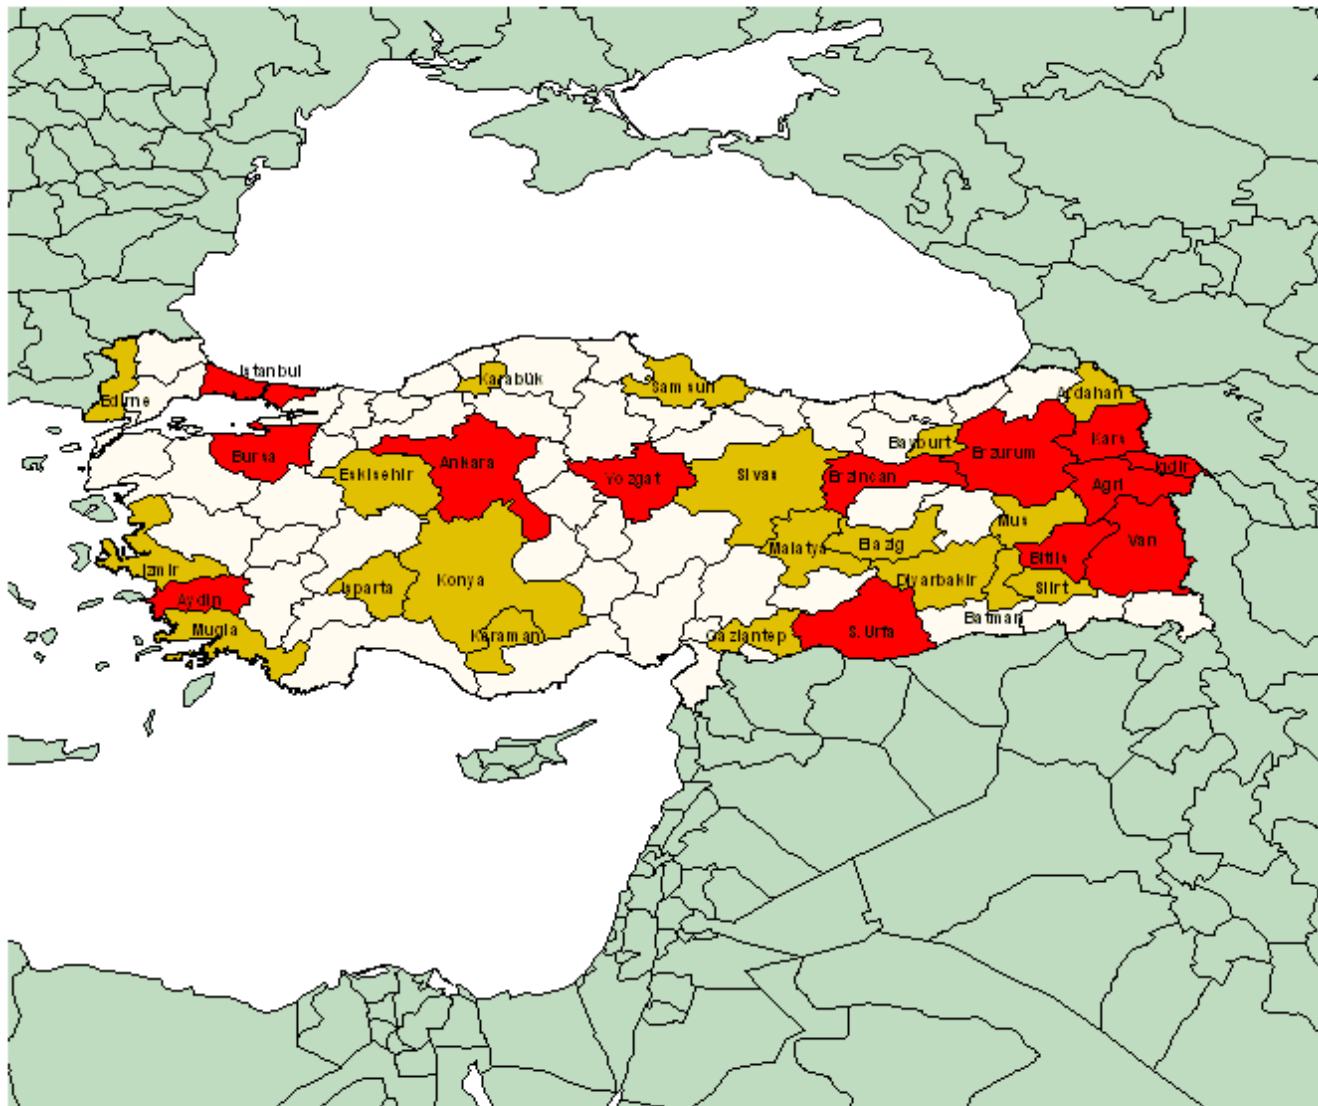 Istanbul
Karabük
Samsun
Ardahan
Edirne
Bayburt
Erzurum
Kars
Bursa
Eskisehir
Ankara
Yozgat
Sivas
Erzincan
Igdir
Agri
Mus
Van
Izmir
Malatya
Elazig
Bitlis
Isparta
Konya
Diyarbakir
Siirt
Aydin
Mugla
Karaman
Gaziantep
S. Urfa
Batman